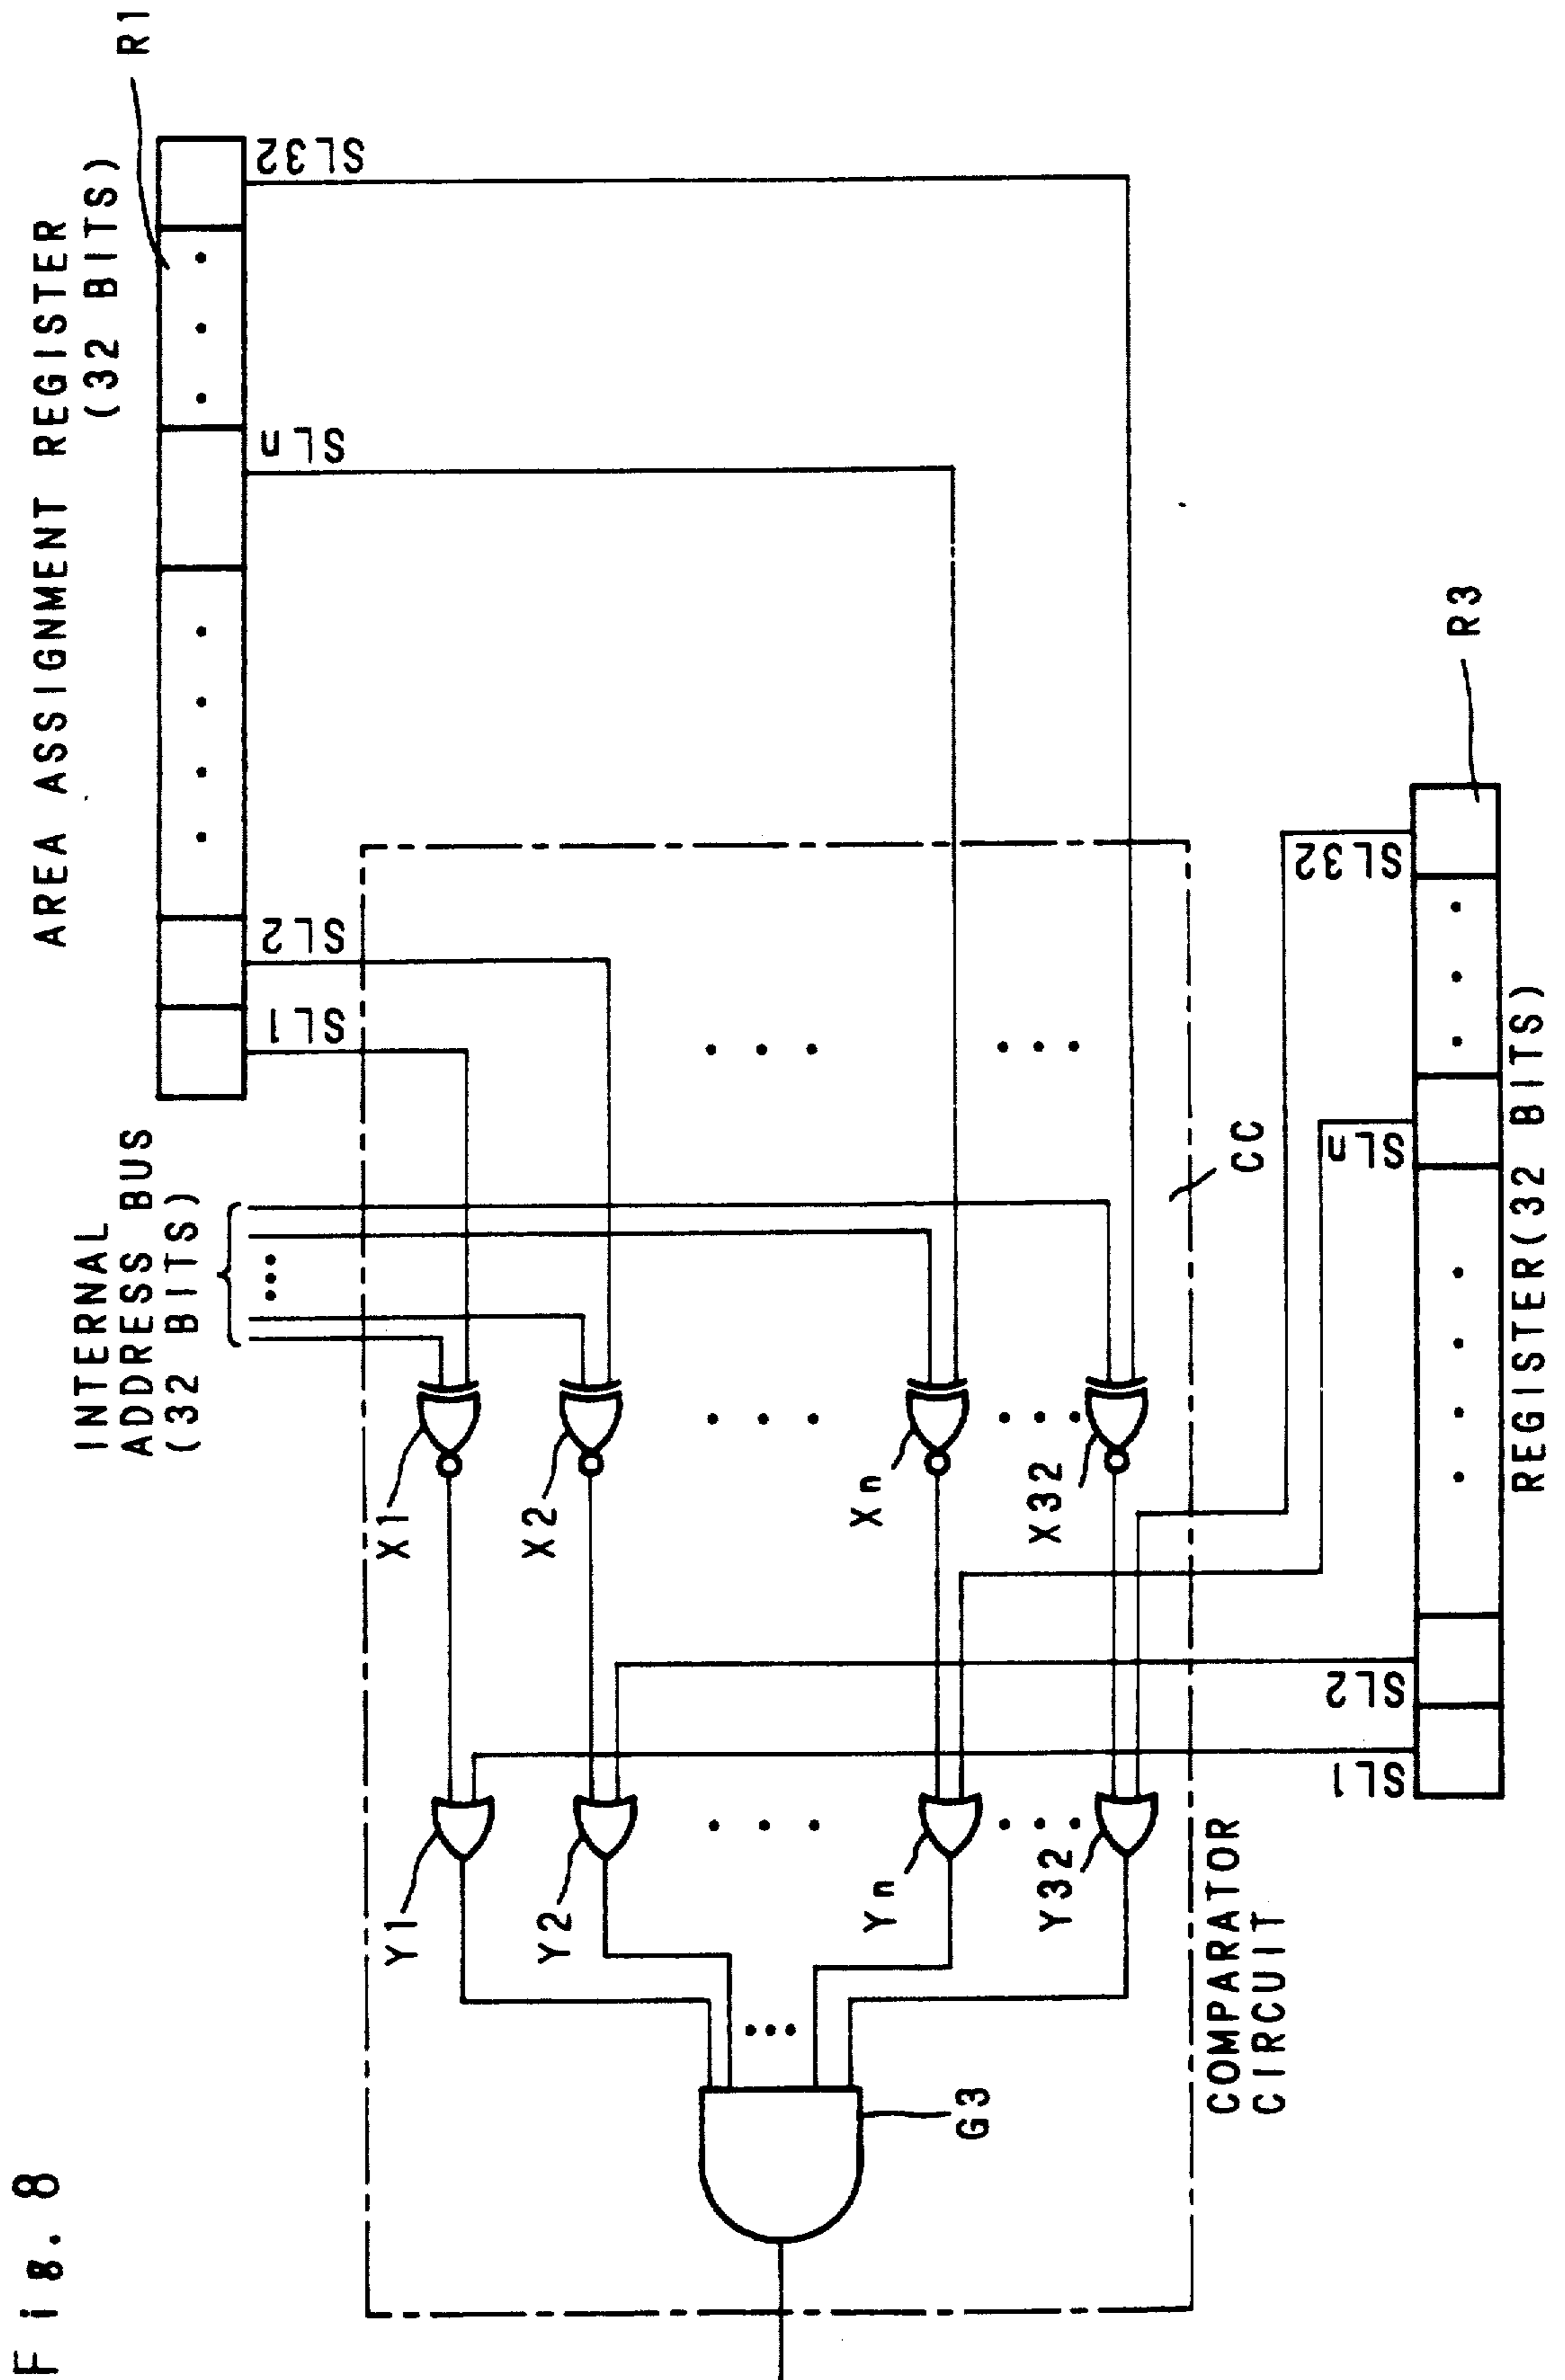 Fig. 8
AREA ASSIGNMENT REGISTER
(32 BITS)
R1
INTERNAL
ADDRESS BUS
(32 BITS)
SL1
SL2
SLn
SL32
X1
X2
Xn
X32
Y1
Y2
Yn
Y32
G3
CC
COMPARATOR
CIRCUIT
SL1
SL2
SLn
SL32
R3
REGISTER(32 BITS)